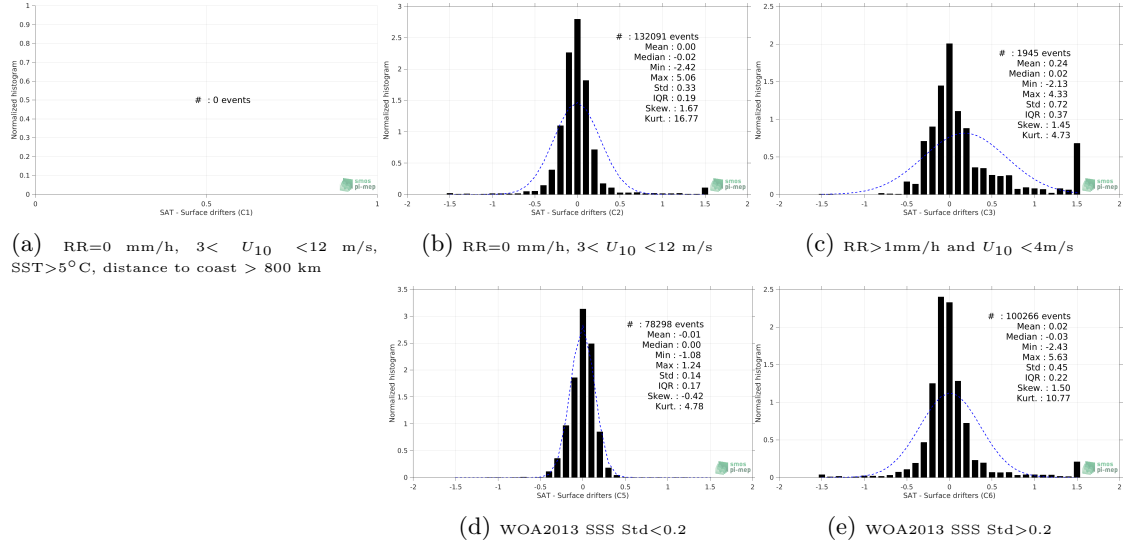 1
0.9
0.8
0.7
0.6
0.5
0.4
0.3
0.2
0.1
0
Normalized histogram
# : 0 events
0 0.5 1
SAT - Surface drifters (C1)
smos
pi-mep
(a) RR=0 mm/h, 3< U10 <12 m/s,
SST>5°C, distance to coast > 800 km
3
2.5
2
1.5
1
0.5
0
Normalized histogram
# : 132091 events
Mean : 0.00
Median : -0.02
Min : -2.42
Max : 5.06
Std : 0.33
IQR : 0.19
Skew. : 1.67
Kurt. : 16.77
-2 -1.5 -1 -0.5 0 0.5 1 1.5 2
SAT - Surface drifters (C2)
smos
pi-mep
(b) RR=0 mm/h, 3< U10 <12 m/s
2.5
2
1.5
1
0.5
0
Normalized histogram
# : 1945 events
Mean : 0.24
Median : 0.02
Min : -2.13
Max : 4.33
Std : 0.72
IQR : 0.37
Skew. : 1.45
Kurt. : 4.73
-2 -1.5 -1 -0.5 0 0.5 1 1.5 2
SAT - Surface drifters (C3)
smos
pi-mep
(c) RR>1mm/h and U10 <4m/s
3.5
3
2.5
2
1.5
1
0.5
0
Normalized histogram
# : 78298 events
Mean : -0.01
Median : 0.00
Min : -1.08
Max : 1.24
Std : 0.14
IQR : 0.17
Skew. : -0.42
Kurt. : 4.78
-2 -1.5 -1 -0.5 0 0.5 1 1.5 2
SAT - Surface drifters (C5)
smos
pi-mep
(d) WOA2013 SSS Std<0.2
2.5
2
1.5
1
0.5
0
Normalized histogram
# : 100266 events
Mean : 0.02
Median : -0.03
Min : -2.43
Max : 5.63
Std : 0.45
IQR : 0.22
Skew. : 1.50
Kurt. : 10.77
-2 -1.5 -1 -0.5 0 0.5 1 1.5 2
SAT - Surface drifters (C6)
smos
pi-mep
(e) WOA2013 SSS Std>0.2